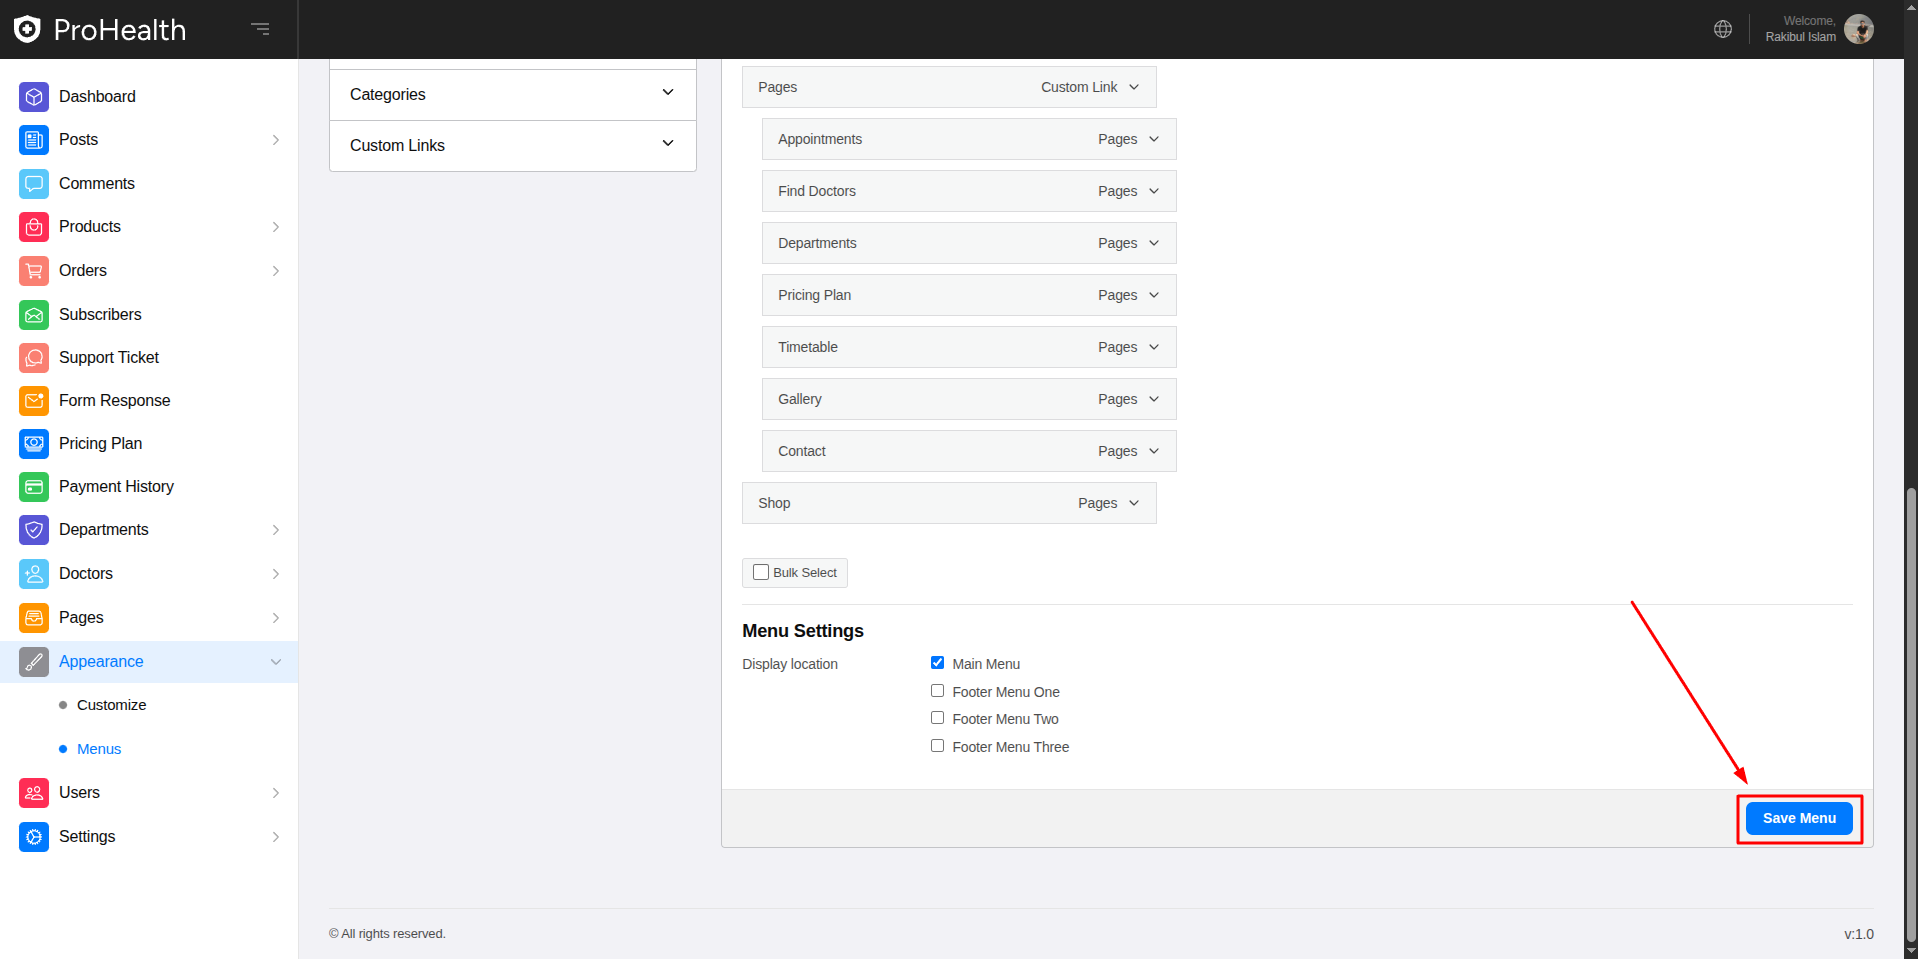 ProHealth
Welcome,
Rakibul Islam
Dashboard
Posts
Comments
Products
Orders
Subscribers
Support Ticket
Form Response
Pricing Plan
Payment History
Departments
Doctors
Pages
Appearance
Customize
Menus
Users
Settings
Categories
Custom Links
Pages Custom Link
Appointments Pages
Find Doctors Pages
Departments Pages
Pricing Plan Pages
Timetable Pages
Gallery Pages
Contact Pages
Shop Pages
Bulk Select
Menu Settings
Display location
Main Menu
Footer Menu One
Footer Menu Two
Footer Menu Three
Save Menu
© All rights reserved.
v:1.0